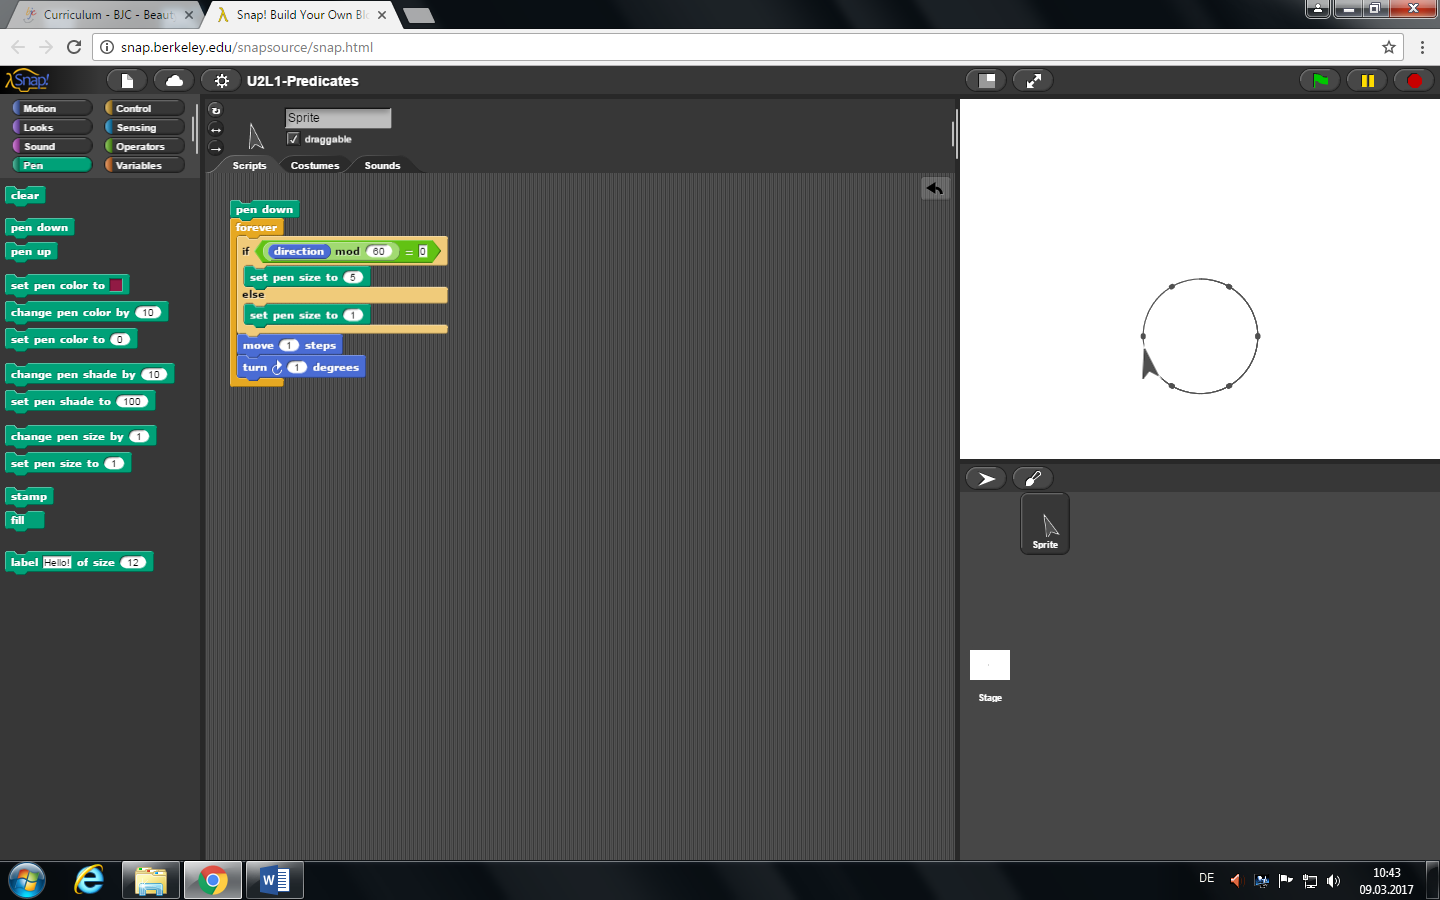 Curriculum - BJC - Beaut
Snap! Build Your Own Blo
snap.berkeley.edu/snapsource/snap.html
Snap!
U2L1-Predicates
Motion
Control
Looks
Sensing
Sound
Operators
Pen
Variables
clear
pen down
pen up
set pen color to
change pen color by 10
set pen color to 0
change pen shade by 10
set pen shade to 100
change pen size by 1
set pen size to 1
stamp
fill
label Hello! of size 12
Sprite
draggable
Scripts
Costumes
Sounds
pen down
forever
if direction mod 60 = 0
set pen size to 5
else
set pen size to 1
move 1 steps
turn 1 degrees
Sprite
Stage
DE
10:43
09.03.2017